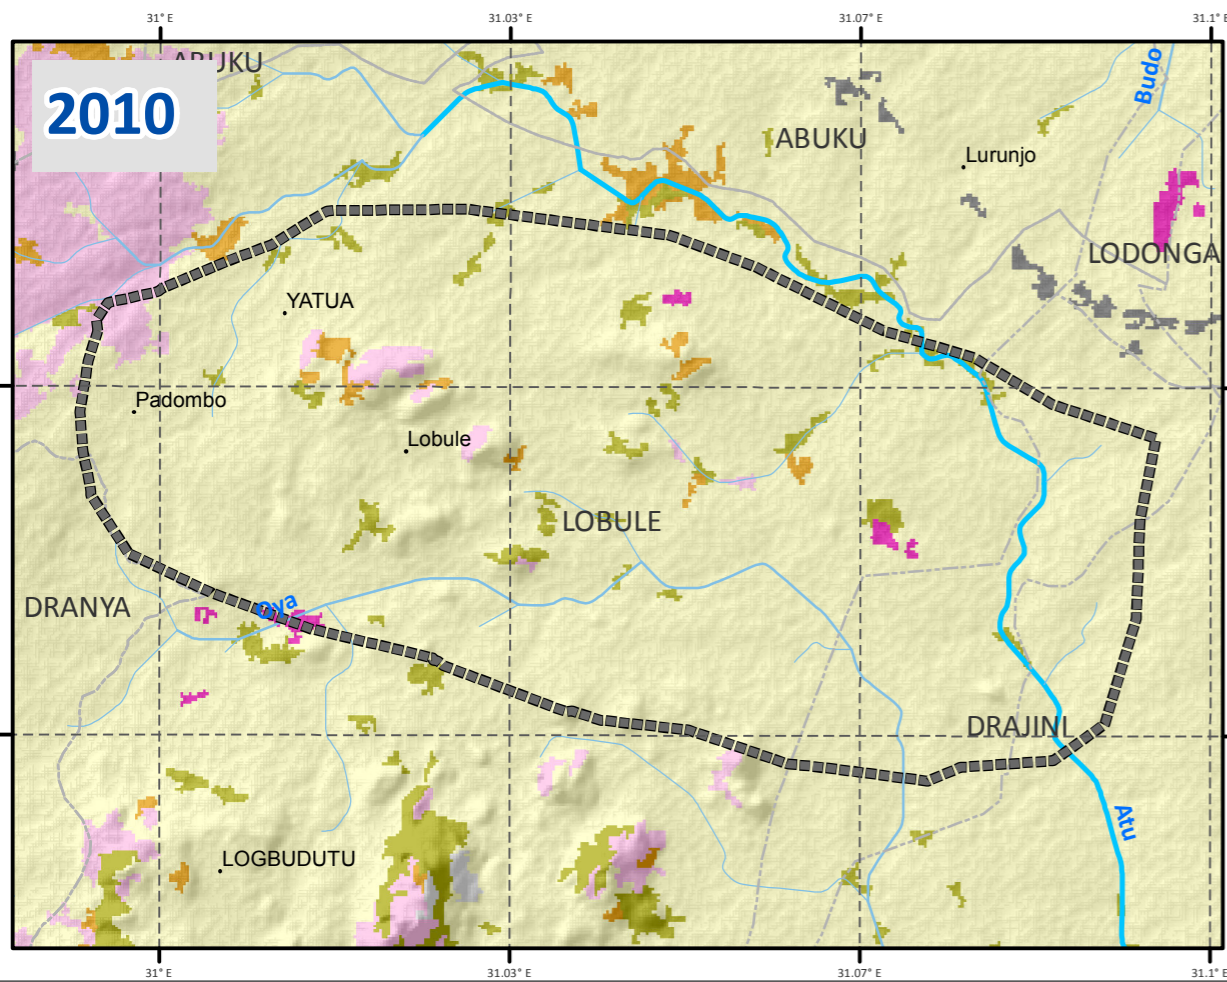 31° E
31.03° E
31.07° E
31.1° E
ABUKU
2010
Budo
ABUKU
Lurunjo
LODONGA
YATUA
Padombo
Lobule
LOBULE
DRANYA
Oya
DRAJINI
Atu
LOGBUDUTU
31° E
31.03° E
31.07° E
31.1° E